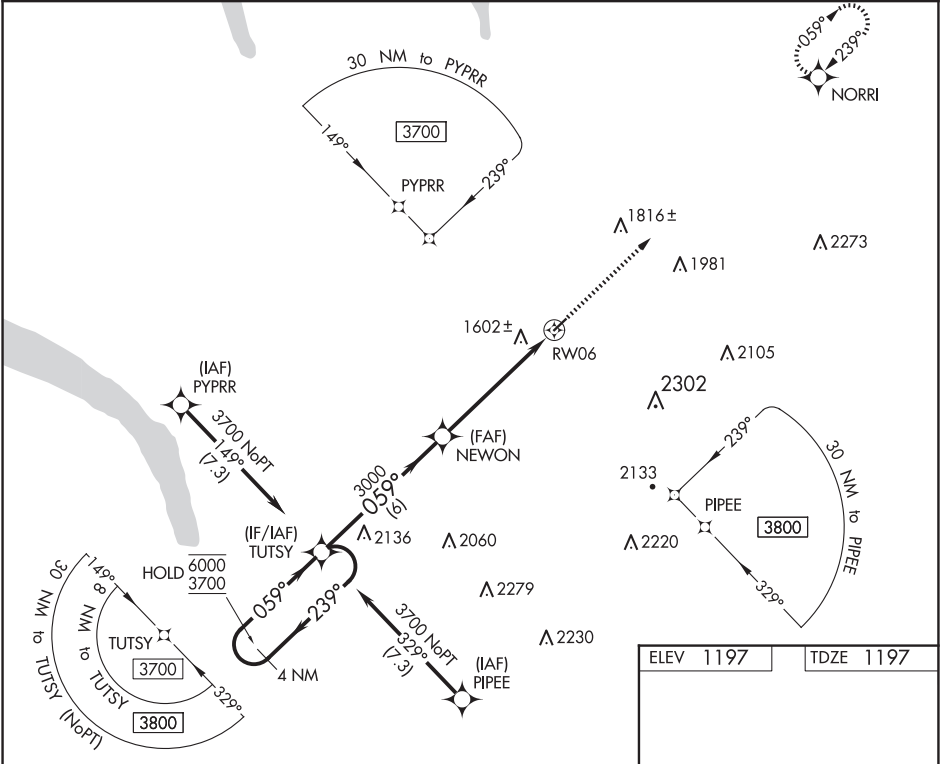 059°
239°
NORRI
30 NM to PYPRR
3700
149°
239°
PYPRR
1816±
2273
1981
1602±
RW06
2105
2302
(IAF)
PYPRR
3700 NoPT
149°
(7.3)
(FAF)
NEWON
3000
059°
(6)
239°
30 NM to PIPEE
2133
PIPEE
3800
329°
(IF/IAF)
TUTSY
2136
2060
2220
HOLD 6000
3700
059°
239°
2279
4 NM
3700 NoPT
329°
(7.3)
2230
(IAF)
PIPEE
149°
30 NM to TUTSY (NoPT)
8 NM to TUTSY
TUTSY
3700
329°
3800
ELEV 1197
TDZE 1197